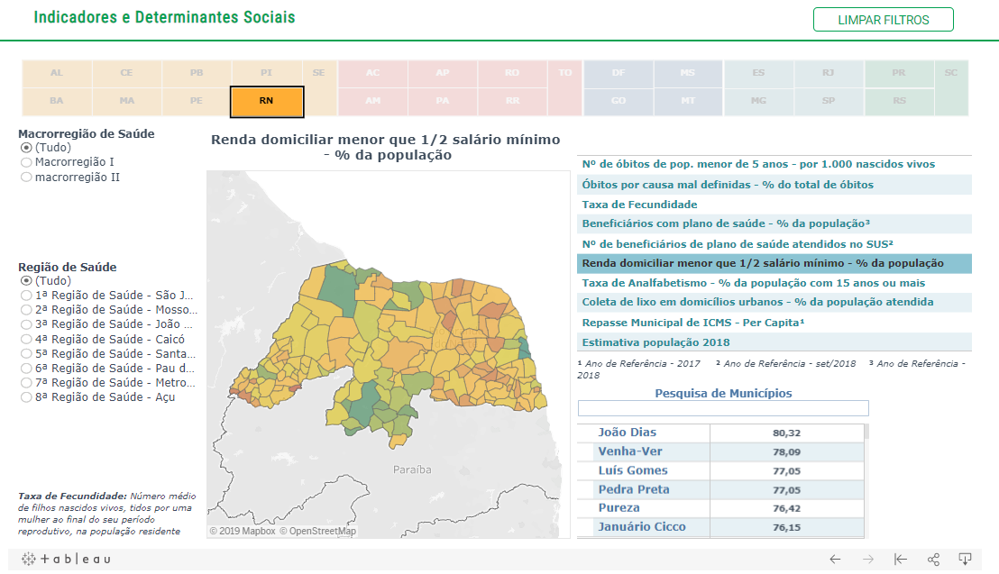 Indicadores e Determinantes Sociais
LIMPAR FILTROS
AL CE PB PI SE AC AP RO TO DF MS ES RJ PR SC
BA MA PE RN AM PA RR GO MT MG SP RS
Macrorregião de Saúde
(Tudo)
Macrorregião I
macrorregião II
Região de Saúde
(Tudo)
1ª Região de Saúde - São J...
2ª Região de Saúde - Mosso...
3ª Região de Saúde - João ...
4ª Região de Saúde - Caicó
5ª Região de Saúde - Santa...
6ª Região de Saúde - Pau d...
7ª Região de Saúde - Metro...
8ª Região de Saúde - Açu
Taxa de Fecundidade: Número médio
de filhos nascidos vivos, tidos por uma
mulher ao final do seu período
reprodutivo, na população residente
Renda domiciliar menor que 1/2 salário mínimo
- % da população
Paraíba
© 2019 Mapbox © OpenStreetMap
Nº de óbitos de pop. menor de 5 anos - por 1.000 nascidos vivos
Óbitos por causa mal definidas - % do total de óbitos
Taxa de Fecundidade
Beneficiários com plano de saúde - % da população³
Nº de beneficiários de plano de saúde atendidos no SUS²
Renda domiciliar menor que 1/2 salário mínimo - % da população
Taxa de Analfabetismo - % da população com 15 anos ou mais
Coleta de lixo em domicílios urbanos - % da população atendida
Repasse Municipal de ICMS - Per Capita¹
Estimativa população 2018
¹ Ano de Referência - 2017 ² Ano de Referência - set/2018 ³ Ano de Referência -
2018
Pesquisa de Municípios
João Dias 80,32
Venha-Ver 78,09
Luís Gomes 77,05
Pedra Preta 77,05
Pureza 76,42
Januário Cicco 76,15
+ a b | e a u